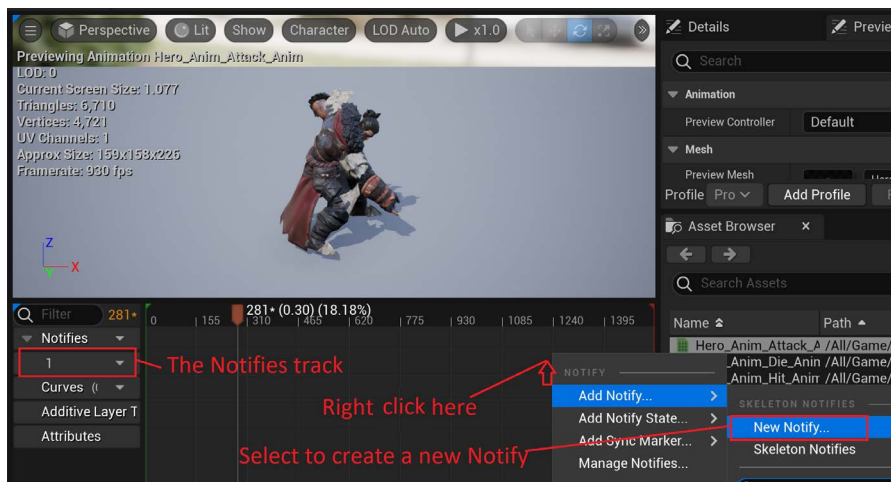 Perspective Lit Show Character LOD Auto x1.0
Previewing Animation Hero_Anim_Attack_Anim
LOD: 0
Current Screen Size: 1.077
Triangles: 6,710
Vertices: 4,721
UV Channels: 1
Approx Size: 159x158x226
Framerate: 930 fps
Z
X
Y
Details Previe
Search
Animation
Preview Controller Default
Mesh
Preview Mesh
Profile Pro Add Profile
Asset Browser
Search Assets
Name Path
Hero_Anim_Attack_A /All/Game/
_Anim_Die_Anin /All/Game/
_Anim_Hit_Anim /All/Game/
Filter 281*
281* (0.30) (18.18%)
0 155 310 465 620 775 930 1085 1240 1395
Notifies
1
Curves (
Additive Layer T
Attributes
The Notifies track
Right click here
Select to create a new Notify
NOTIFY
Add Notify...
Add Notify State...
Add Sync Marker...
Manage Notifies...
SKELETON NOTIFIES
New Notify...
Skeleton Notifies